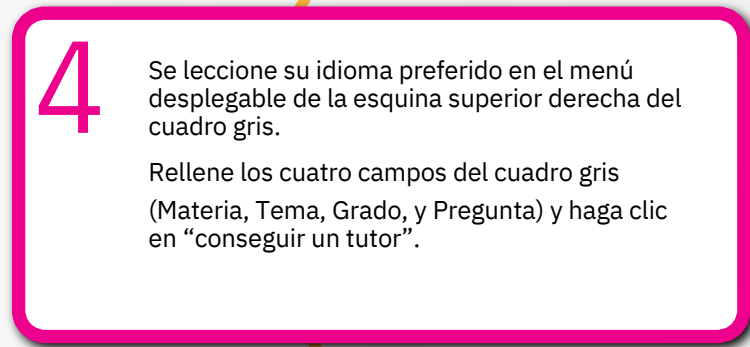 4
Se leccione su idioma preferido en el menú
desplegable de la esquina superior derecha del
cuadro gris.
Rellene los cuatro campos del cuadro gris
(Materia, Tema, Grado, y Pregunta) y haga clic
en “conseguir un tutor”.